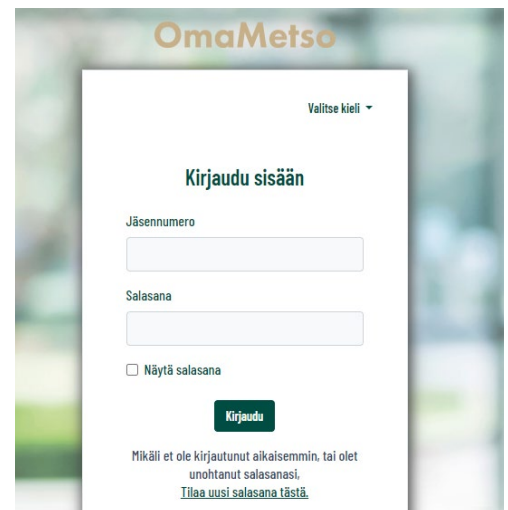 OmaMetso
Valitse kieli
Kirjaudu sisään
Jäsennumero
Salasana
Näytä salasana
Kirjaudu
Mikäli et ole kirjautunut aikaisemmin, tai olet
unohtanut salasanasi,
Tilaa uusi salasana tästä.